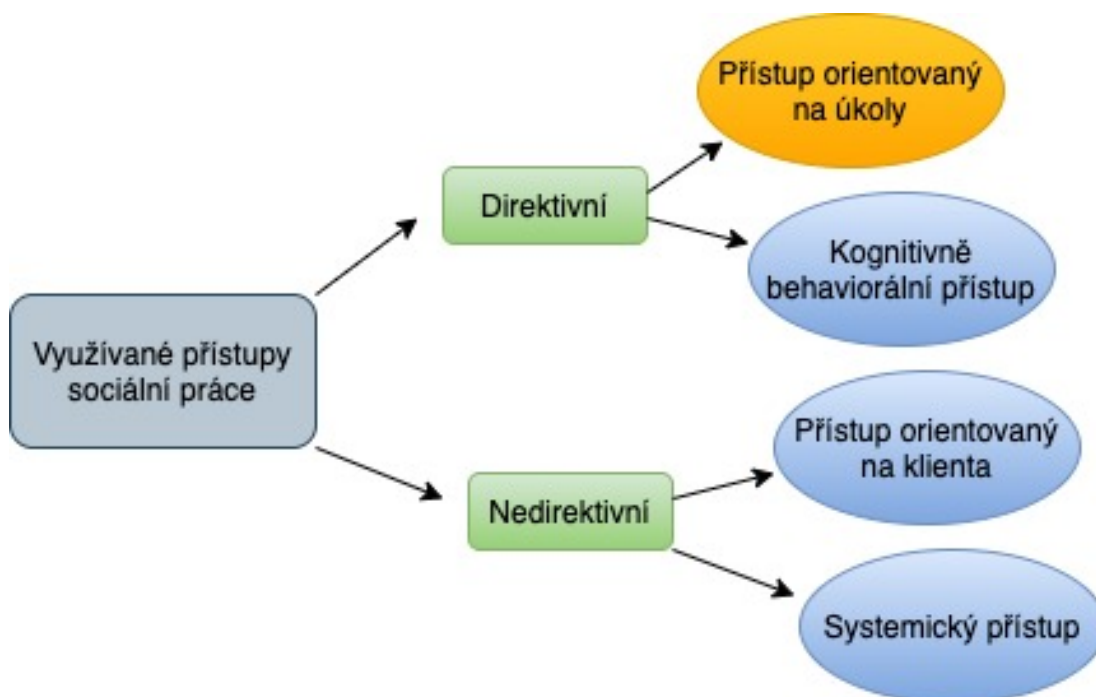 Přístup orientovaný
na úkoly
Direktivní
Kognitivně
behaviorální přístup
Využívané přístupy
sociální práce
Přístup orientovaný
na klienta
Nedirektivní
Systemický přístup